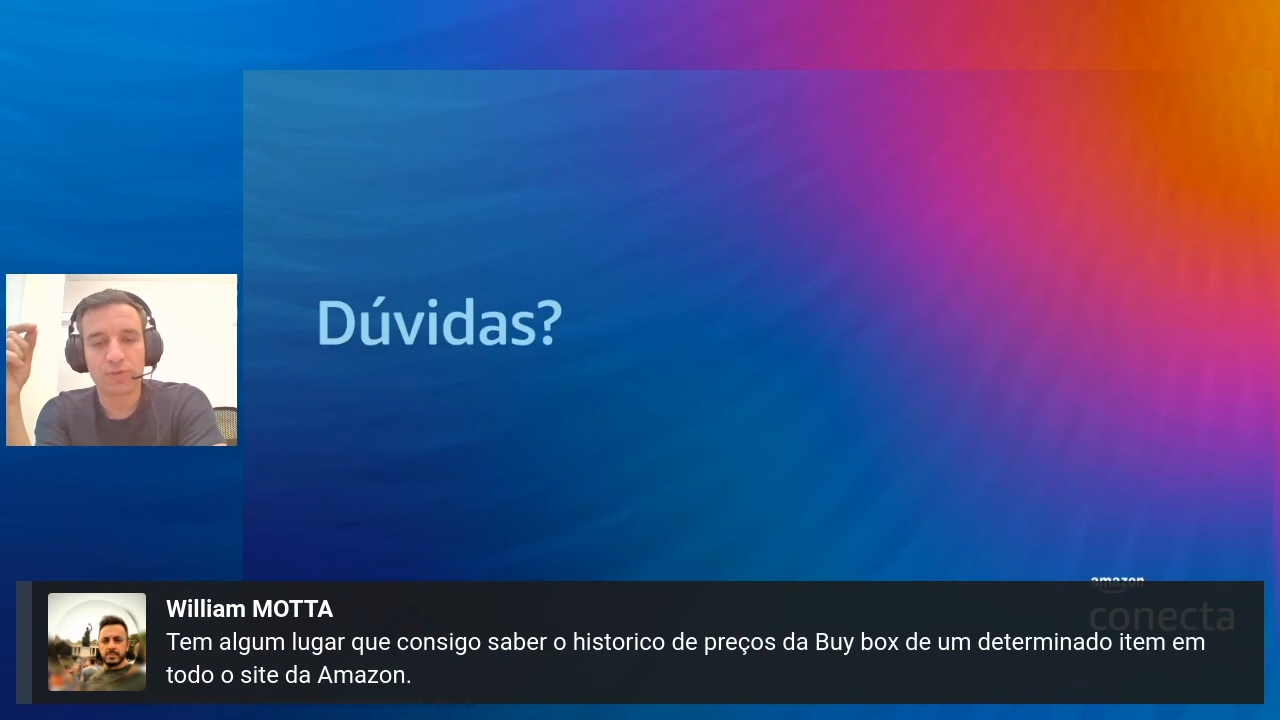 Dúvidas?
amazon
conecta
William MOTTA
Tem algum lugar que consigo saber o historico de preços da Buy box de um determinado item em
todo o site da Amazon.